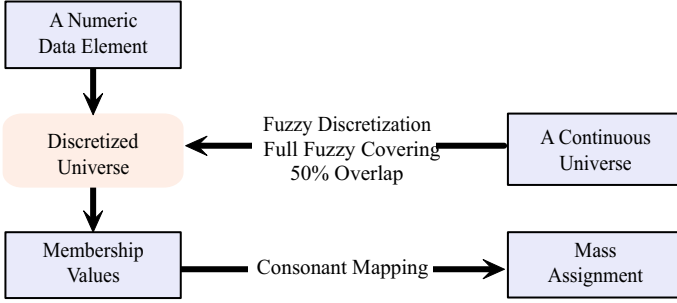 A Numeric
Data Element
Discretized
Universe
Fuzzy Discretization
Full Fuzzy Covering
50% Overlap
A Continuous
Universe
Membership
Values
Consonant Mapping
Mass
Assignment